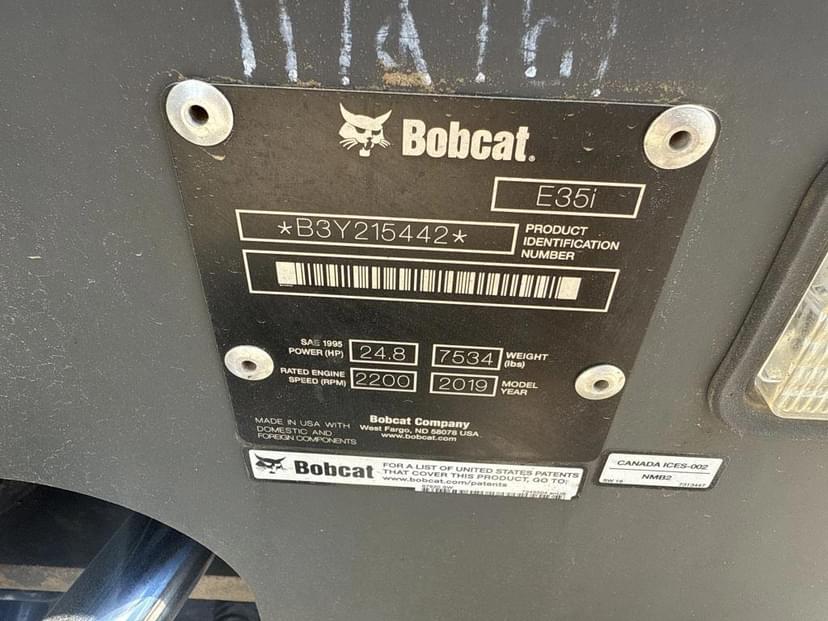 Bobcat.
E35i
*B3Y215442*
PRODUCT
IDENTIFICATION
NUMBER
SAE 1995
POWER (HP)
24.8
7534
WEIGHT
(lbs)
RATED ENGINE
SPEED (RPM)
2200
2019
MODEL
YEAR
MADE IN USA WITH
DOMESTIC AND
FOREIGN COMPONENTS
Bobcat Company
West Fargo, ND 58078 USA
www.bobcat.com
Bobcat
FOR A LIST OF UNITED STATES PATENTS
THAT COVER THIS PRODUCT, GO TO:
www.bobcat.com/patents
CANADA ICES-002
NMB2
7313447